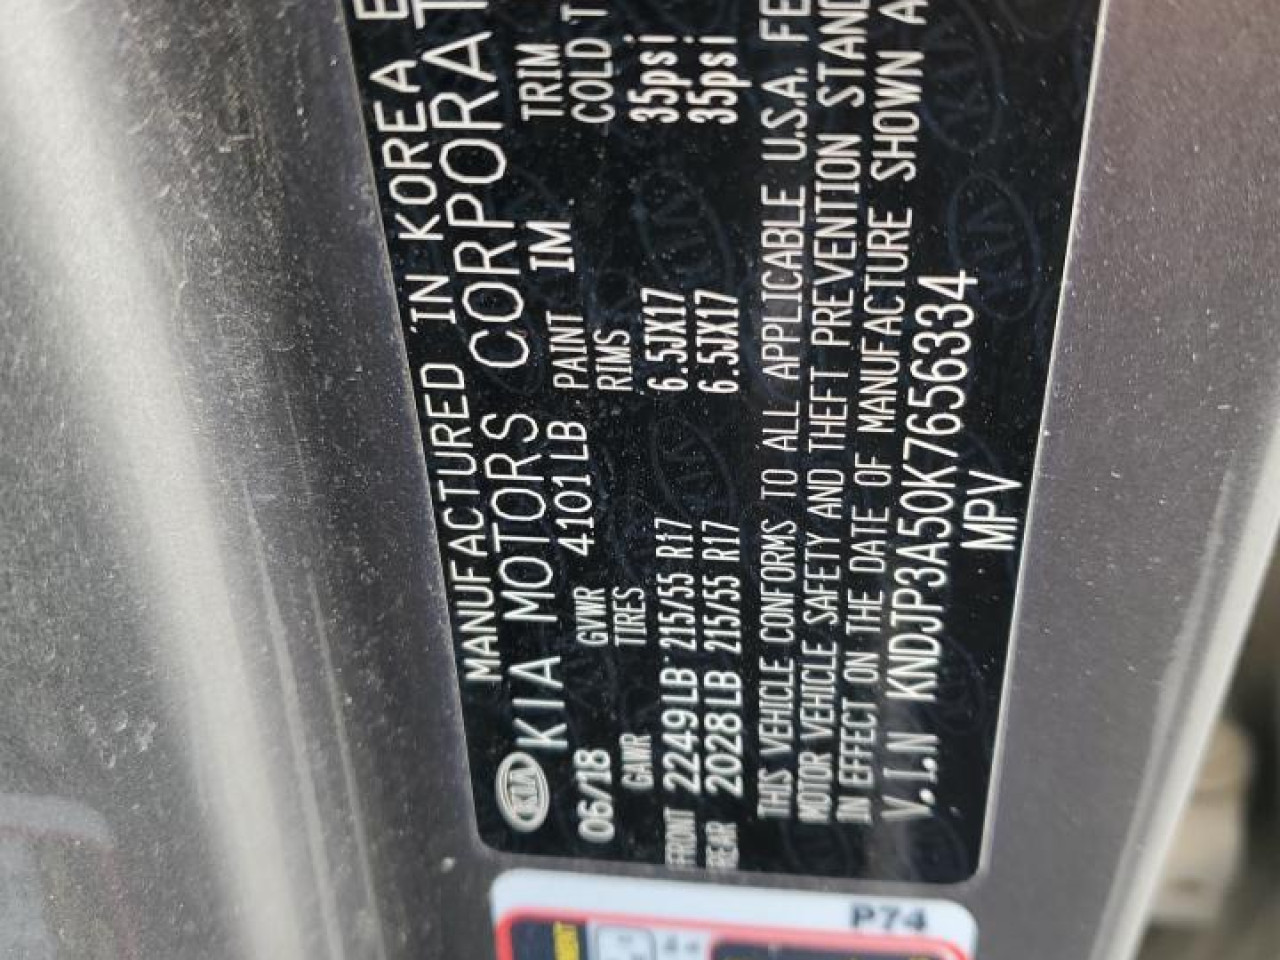 MANUFACTURED IN KOREA
KIA KIA MOTORS CORPORAT
06/18 GVWR 4101LB PAINT IM TRIM
GAWR TIRES RIMS COLD T
FRONT 2249LB 215/55 R17 6.5JX17 35psi
REAR 2028LB 215/55 R17 6.5JX17 35psi
THIS VEHICLE CONFORMS TO ALL APPLICABLE U.S.A. FE
MOTOR VEHICLE SAFETY AND THEFT PREVENTION STAND
IN EFFECT ON THE DATE OF MANUFACTURE SHOWN A
V.I.N KNDJP3A50K7656334
MPV
P74